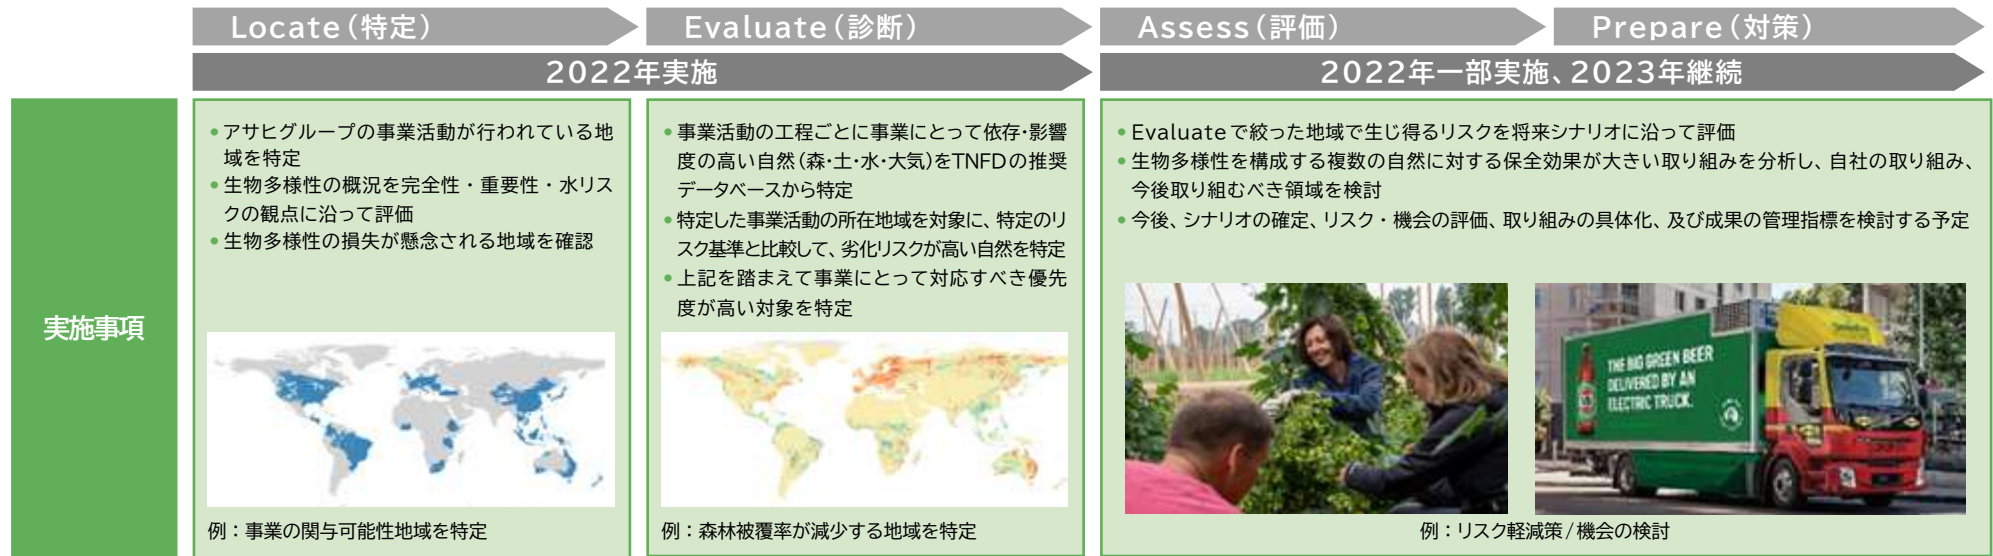 Locate（特定）
Evaluate（診断）
Assess（評価）
Prepare（対策）
2022年実施
2022年一部実施、2023年継続
実施事項
•アサヒグループの事業活動が行われている地
域を特定
•生物多様性の概況を完全性・重要性・水リス
クの観点に沿って評価
•生物多様性の損失が懸念される地域を確認
例：事業の関与可能性地域を特定
•事業活動の工程ごとに事業にとって依存・影響
度の高い自然（森・土・水・大気）をTNFDの推奨
データベースから特定
•特定した事業活動の所在地域を対象に、特定のリ
スク基準と比較して、劣化リスクが高い自然を特定
•上記を踏まえて事業にとって対応すべき優先
度が高い対象を特定
例：森林被覆率が減少する地域を特定
•Evaluateで絞った地域で生じ得るリスクを将来シナリオに沿って評価
•生物多様性を構成する複数の自然に対する保全効果が大きい取り組みを分析し、自社の取り組み、
今後取り組むべき領域を検討
•今後、シナリオの確定、リスク・機会の評価、取り組みの具体化、及び成果の管理指標を検討する予定
THE BIG GREEN BEER
DELIVERED BY AN
ELECTRIC TRUCK.
例：リスク軽減策/機会の検討